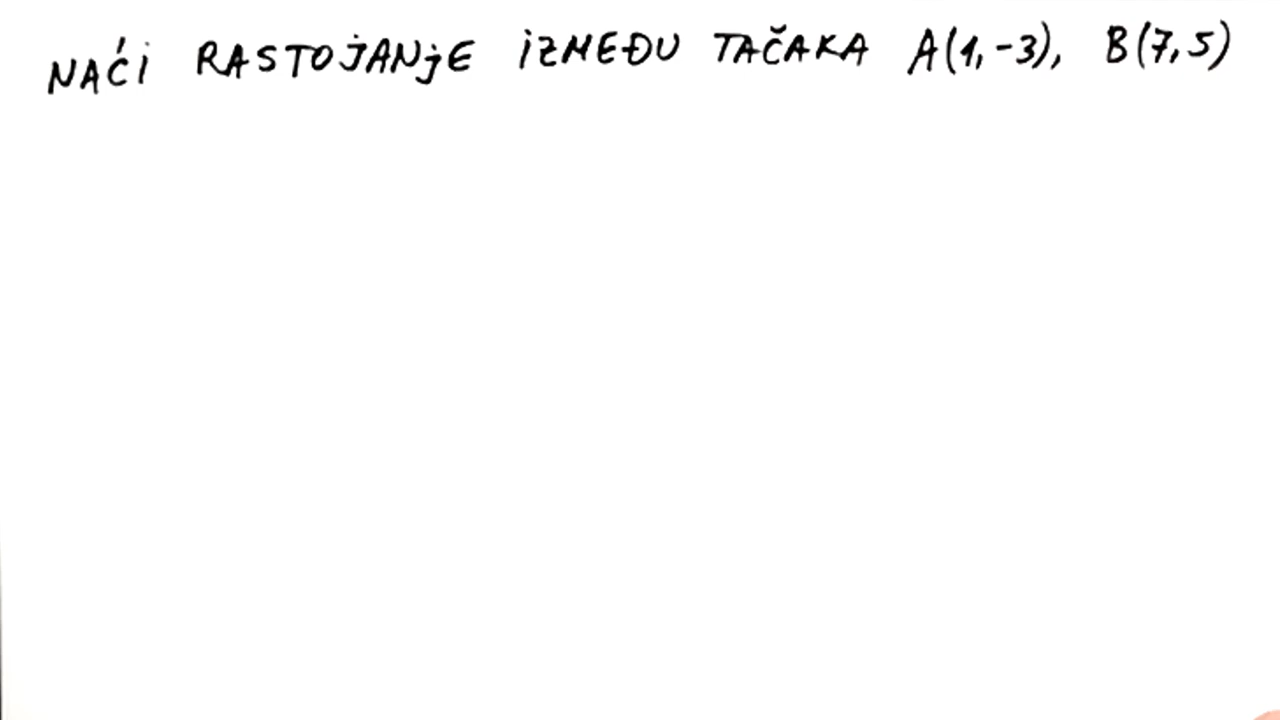 NAĆI RASTOJANJE IZMEĐU TAČAKA A(1,-3), B(7,5)